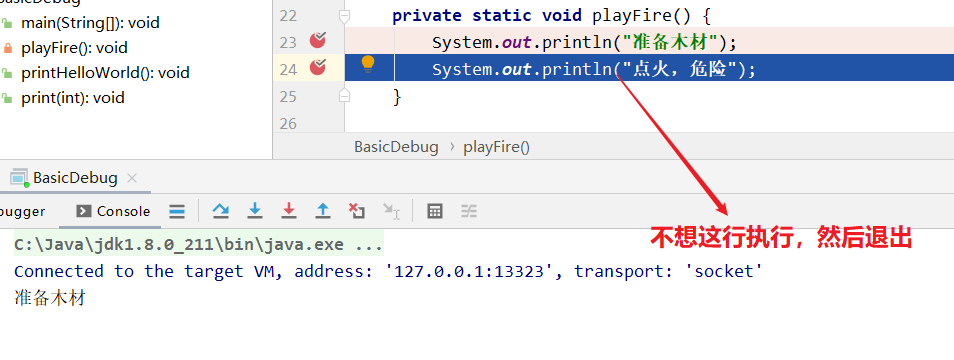 BasicDebug
main(String[]): void
playFire(): void
printHelloWorld(): void
print(int): void
22 private static void playFire() {
23 System.out.println("准备木材");
24 System.out.println("点火，危险");
25 }
26
BasicDebug › playFire()
不想这行执行，然后退出
BasicDebug ×
bugger Console
C:\Java\jdk1.8.0_211\bin\java.exe ...
Connected to the target VM, address: '127.0.0.1:13323', transport: 'socket'
准备木材